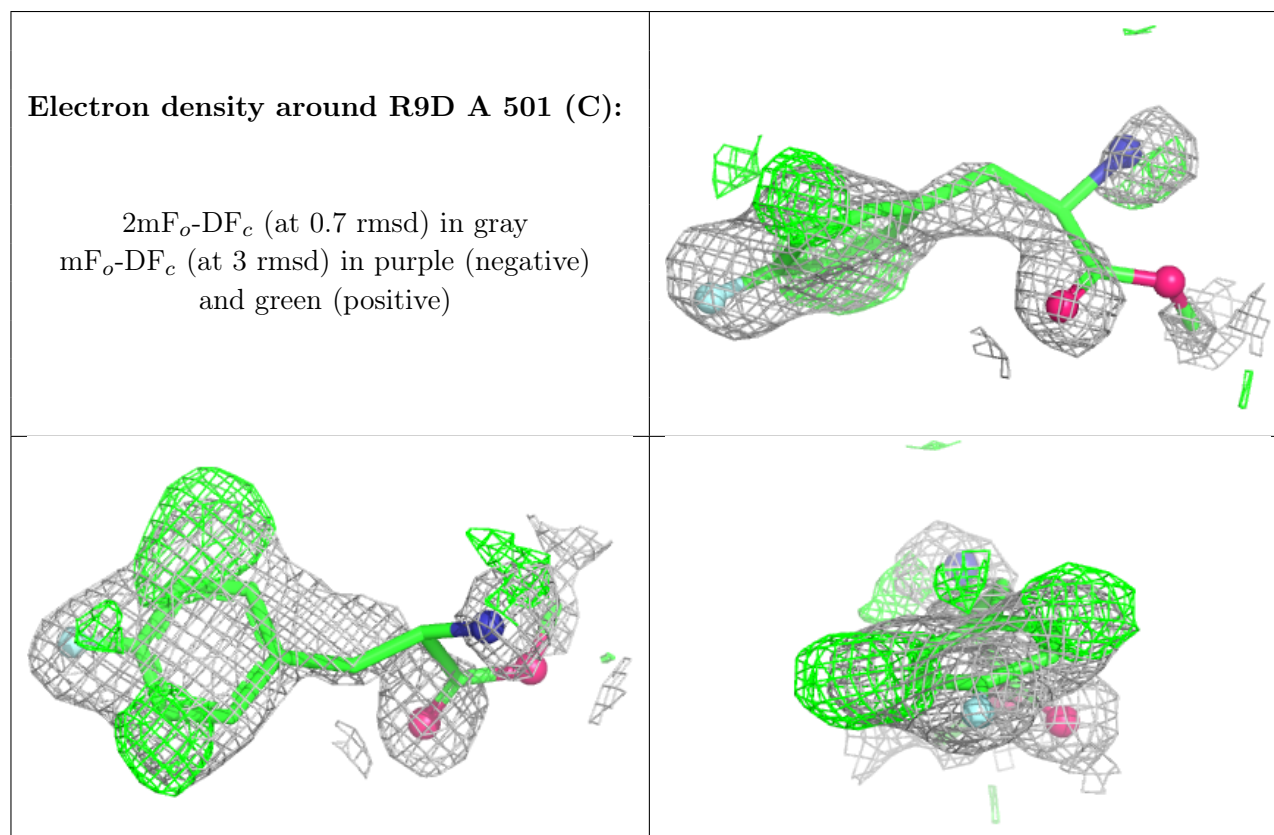 Electron density around R9D A 501 (C):
2mFo-DFc (at 0.7 rmsd) in gray
mFo-DFc (at 3 rmsd) in purple (negative)
and green (positive)